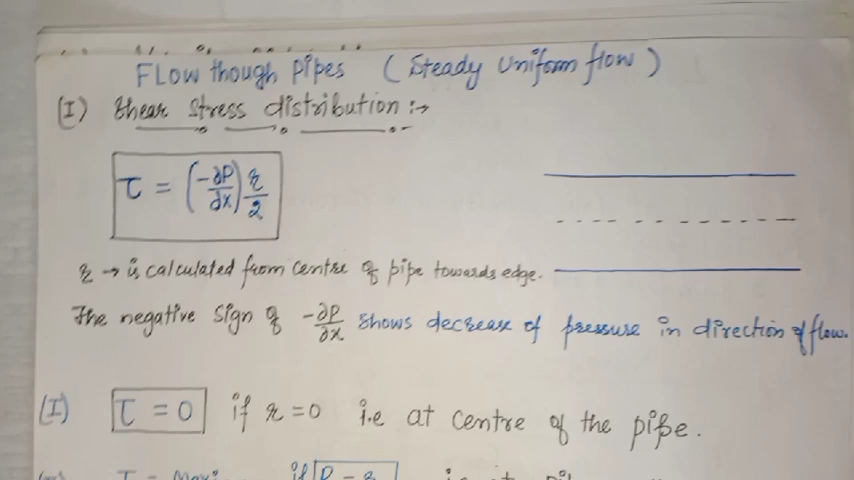 FLow though pipes (Steady Uniform flow)
(I) Shear Stress distribution :→
τ = (-∂P/∂x) r/2
r → is calculated from centre of pipe towards edge.
The negative sign of -∂P/∂x shows decrease of pressure in direction of flow.
(I) τ = 0 if r = 0 i.e at centre of the pipe.